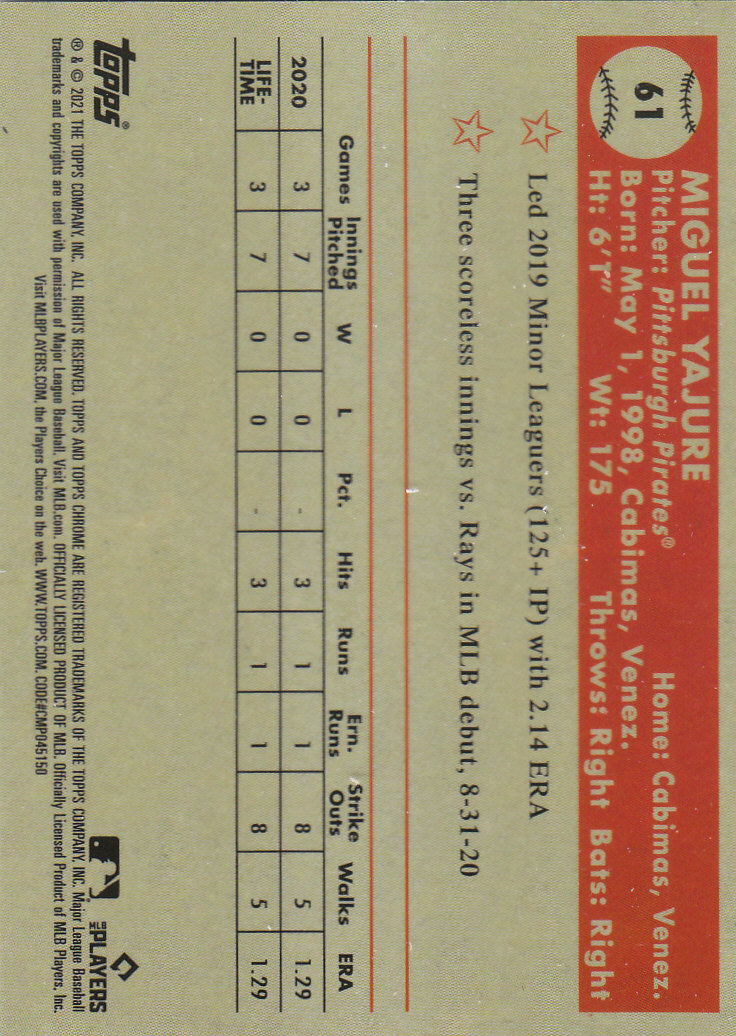 61
MIGUEL YAJURE
Pitcher: Pittsburgh Pirates® Home: Cabimas, Venez.
Born: May 1, 1998, Cabimas, Venez.
Ht: 6'1" Wt: 175 Throws: Right Bats: Right
Led 2019 Minor Leaguers (125+ IP) with 2.14 ERA
Three scoreless innings vs. Rays in MLB debut, 8-31-20
Games Innings Pitched W L Pct. Hits Runs Ern. Runs Strike Outs Walks ERA
2020 3 7 0 0 - 3 1 1 8 5 1.29
LIFE-TIME 3 7 0 0 - 3 1 1 8 5 1.29
topps®
MLB PLAYERS
® & © 2021 THE TOPPS COMPANY, INC. ALL RIGHTS RESERVED. TOPPS AND TOPPS CHROME ARE REGISTERED TRADEMARKS OF THE TOPPS COMPANY, INC. Major League Baseball
trademarks and copyrights are used with permission of Major League Baseball. Visit MLB.com. OFFICIALLY LICENSED PRODUCT OF MLB. Officially Licensed Product of MLB Players, Inc.
Visit MLBPLAYERS.COM, the Players Choice on the web. WWW.TOPPS.COM. CODE#CMP045150